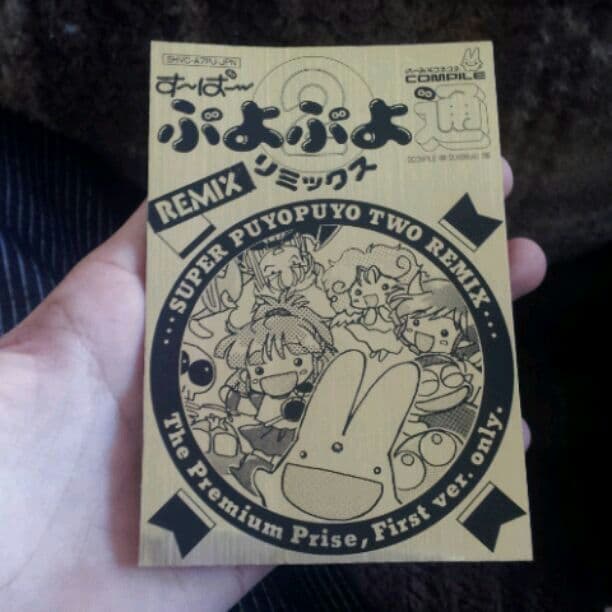 SHVC-A7PJ-JPN
す〜ぱ〜
ぷよぷよ通
2
リミックス
COMPILE
REMIX
... SUPER PUYOPUYO TWO REMIX ...
The Premium Prise, First ver. only.